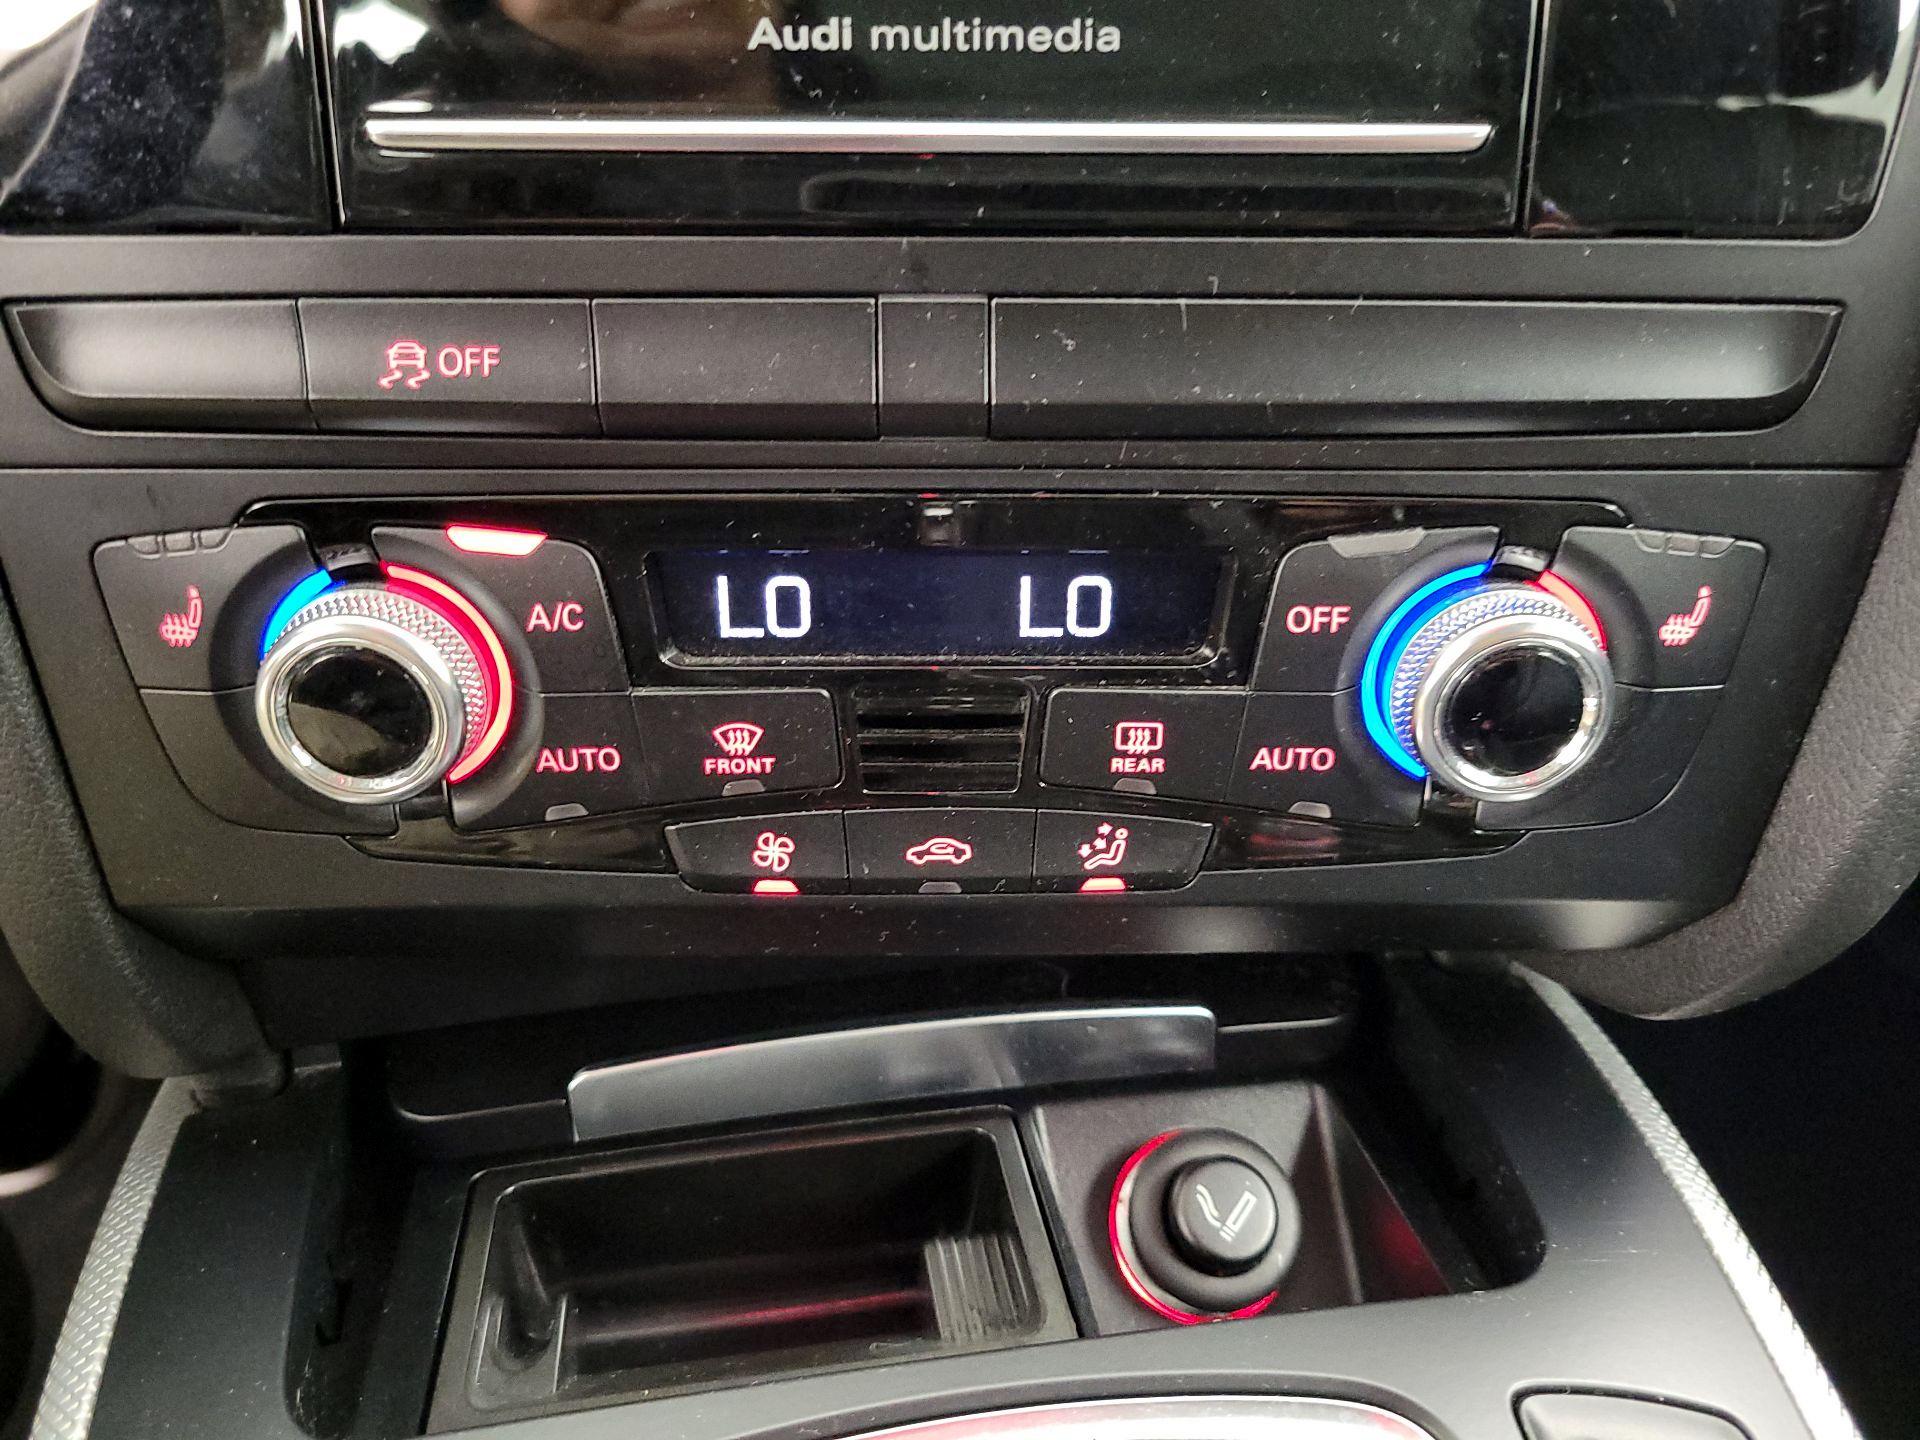 Audi multimedia
OFF
A/C
LO LO
OFF
AUTO
FRONT
REAR
AUTO